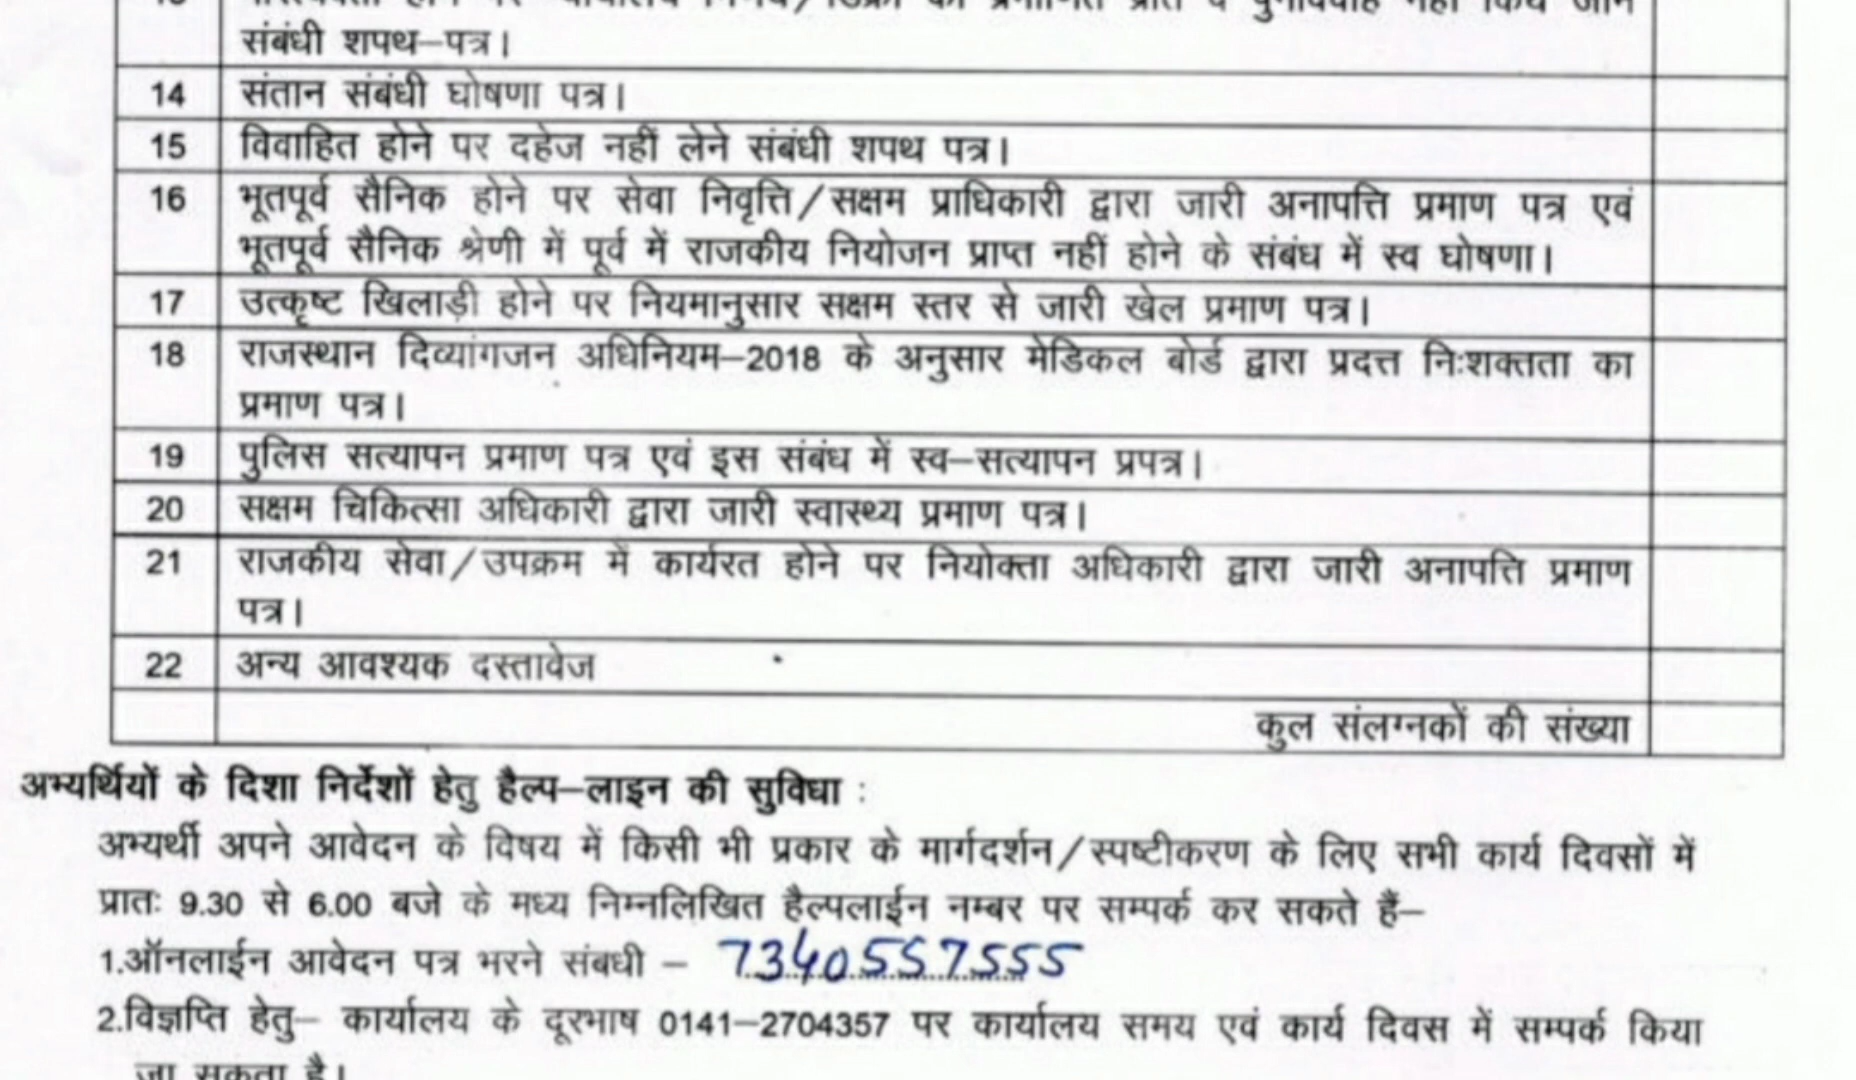 संबंधी शपथ–पत्र।
14 संतान संबंधी घोषणा पत्र।
15 विवाहित होने पर दहेज नहीं लेने संबंधी शपथ पत्र।
16 भूतपूर्व सैनिक होने पर सेवा निवृत्ति/सक्षम प्राधिकारी द्वारा जारी अनापत्ति प्रमाण पत्र एवं
भूतपूर्व सैनिक श्रेणी में पूर्व में राजकीय नियोजन प्राप्त नहीं होने के संबंध में स्व घोषणा।
17 उत्कृष्ट खिलाड़ी होने पर नियमानुसार सक्षम स्तर से जारी खेल प्रमाण पत्र।
18 राजस्थान दिव्यांगजन अधिनियम–2018 के अनुसार मेडिकल बोर्ड द्वारा प्रदत्त निःशक्तता का
प्रमाण पत्र।
19 पुलिस सत्यापन प्रमाण पत्र एवं इस संबंध में स्व–सत्यापन प्रपत्र।
20 सक्षम चिकित्सा अधिकारी द्वारा जारी स्वास्थ्य प्रमाण पत्र।
21 राजकीय सेवा/उपक्रम में कार्यरत होने पर नियोक्ता अधिकारी द्वारा जारी अनापत्ति प्रमाण
पत्र।
22 अन्य आवश्यक दस्तावेज
कुल संलग्नकों की संख्या
अभ्यर्थियों के दिशा निर्देशों हेतु हैल्प–लाइन की सुविधा :
अभ्यर्थी अपने आवेदन के विषय में किसी भी प्रकार के मार्गदर्शन/स्पष्टीकरण के लिए सभी कार्य दिवसों में
प्रातः 9.30 से 6.00 बजे के मध्य निम्नलिखित हैल्पलाईन नम्बर पर सम्पर्क कर सकते हैं–
1.ऑनलाईन आवेदन पत्र भरने संबधी – 7340557555
2.विज्ञप्ति हेतु– कार्यालय के दूरभाष 0141–2704357 पर कार्यालय समय एवं कार्य दिवस में सम्पर्क किया
जा सकता है।